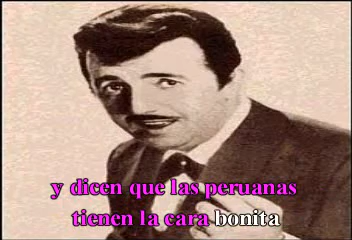 y dicen que las peruanas
tienen la cara bonita